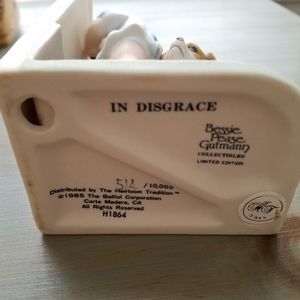 IN DISGRACE
Bessie
Pease
Gutmann
COLLECTIBLES
LIMITED EDITION
514 /10,000
Distributed by The Heirloom Tradition™
©1985 The Balliol Corporation
Corte Madera, CA
All Rights Reserved
H1864